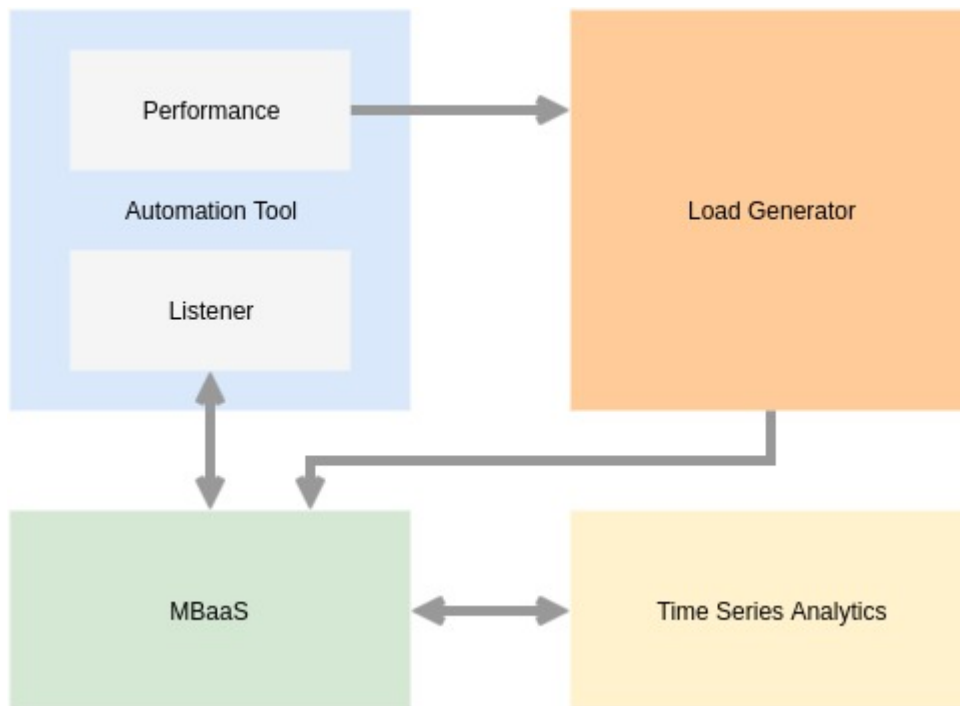 Performance
Automation Tool
Load Generator
Listener
MBaaS
Time Series Analytics